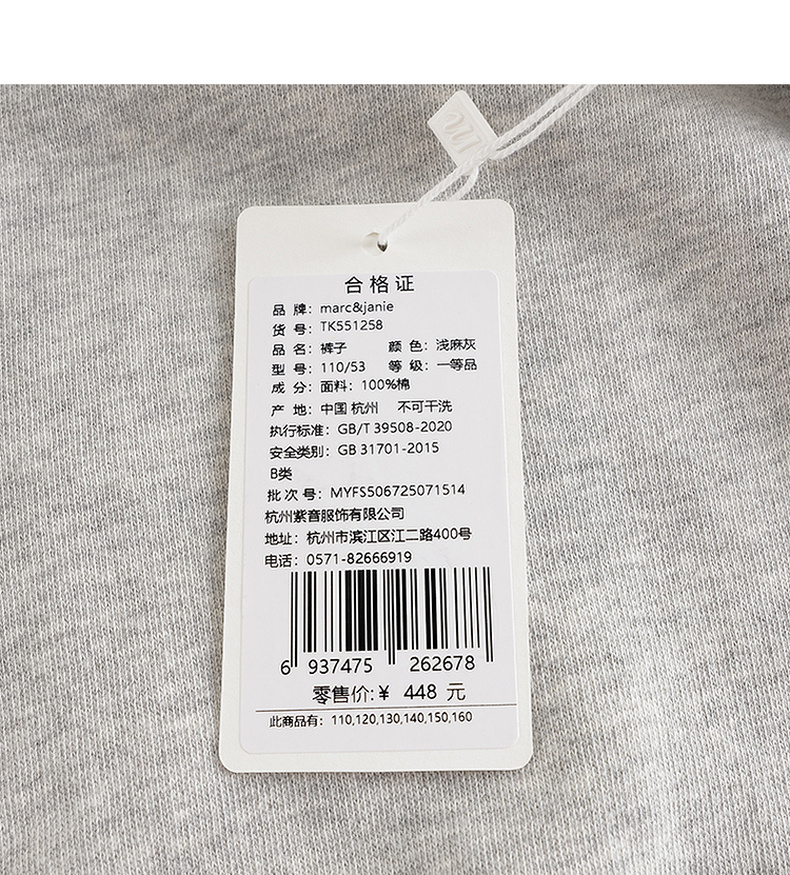 m
合格证
品 牌：marc&janie
货 号：TK551258
品 名：裤子 颜 色：浅麻灰
型 号：110/53 等 级：一等品
成 分：面料：100%棉
产 地：中国 杭州 不可干洗
执行标准：GB/T 39508-2020
安全类别：GB 31701-2015
B类
批 次 号：MYFS506725071514
杭州紫音服饰有限公司
地址：杭州市滨江区江二路400号
电话：0571-82666919
6 937475 262678
零售价:￥ 448 元
此商品有：110,120,130,140,150,160